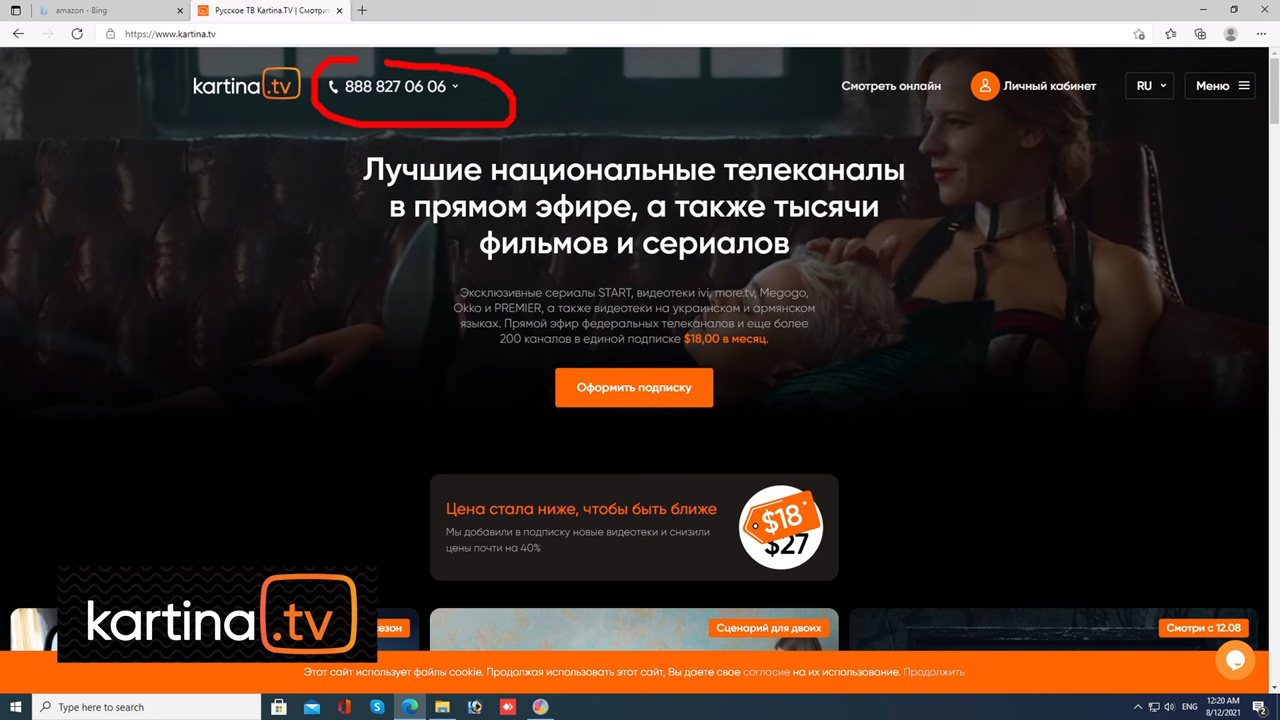 amazon - Bing
Русское ТВ Kartina.TV | Смотрит
https://www.kartina.tv
kartina.tv
888 827 06 06
Смотреть онлайн
Личный кабинет
RU
Меню
Лучшие национальные телеканалы
в прямом эфире, а также тысячи
фильмов и сериалов
Эксклюзивные сериалы START, видеотеки ivi, more.tv, Megogo,
Okko и PREMIER, а также видеотеки на украинском и армянском
языках. Прямой эфир федеральных телеканалов и еще более
200 каналов в единой подписке $18,00 в месяц.
Оформить подписку
Цена стала ниже, чтобы быть ближе
Мы добавили в подписку новые видеотеки и снизили
цены почти на 40%
$18
$27
kartina.tv
сезон
Сценарий для двоих
Смотри с 12.08
Этот сайт использует файлы cookie. Продолжая использовать этот сайт, Вы даете свое согласие на их использование. Продолжить
Type here to search
ENG
12:20 AM
8/12/2021
2